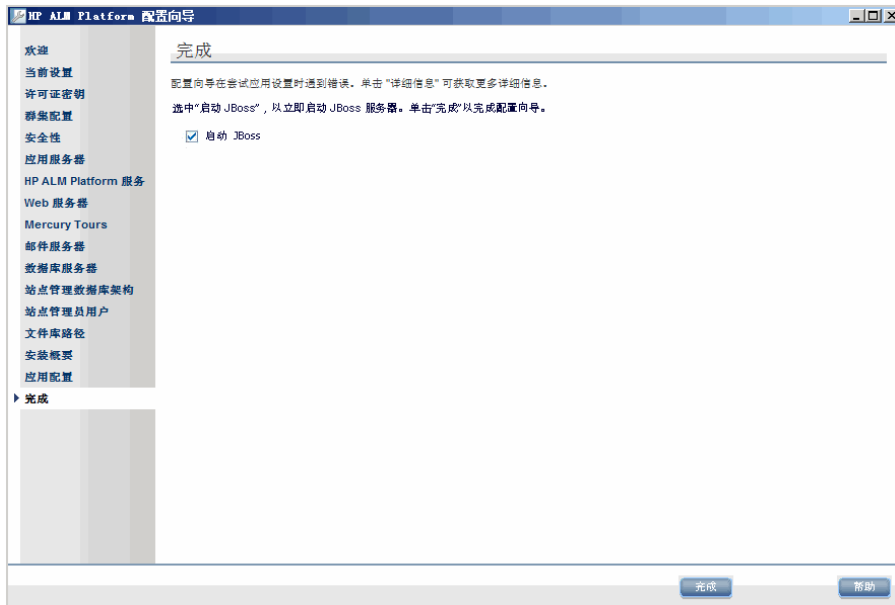 HP ALM Platform 配置向导
欢迎
当前设置
许可证密钥
群集配置
安全性
应用服务器
HP ALM Platform 服务
Web 服务器
Mercury Tours
邮件服务器
数据库服务器
站点管理数据库架构
站点管理员用户
文件库路径
安装概要
应用配置
完成
完成
配置向导在尝试应用设置时遇到错误。单击 "详细信息" 可获取更多详细信息。
选中“启动 JBoss”，以立即启动 JBoss 服务器。单击“完成”以完成配置向导。
启动 JBoss
完成
帮助